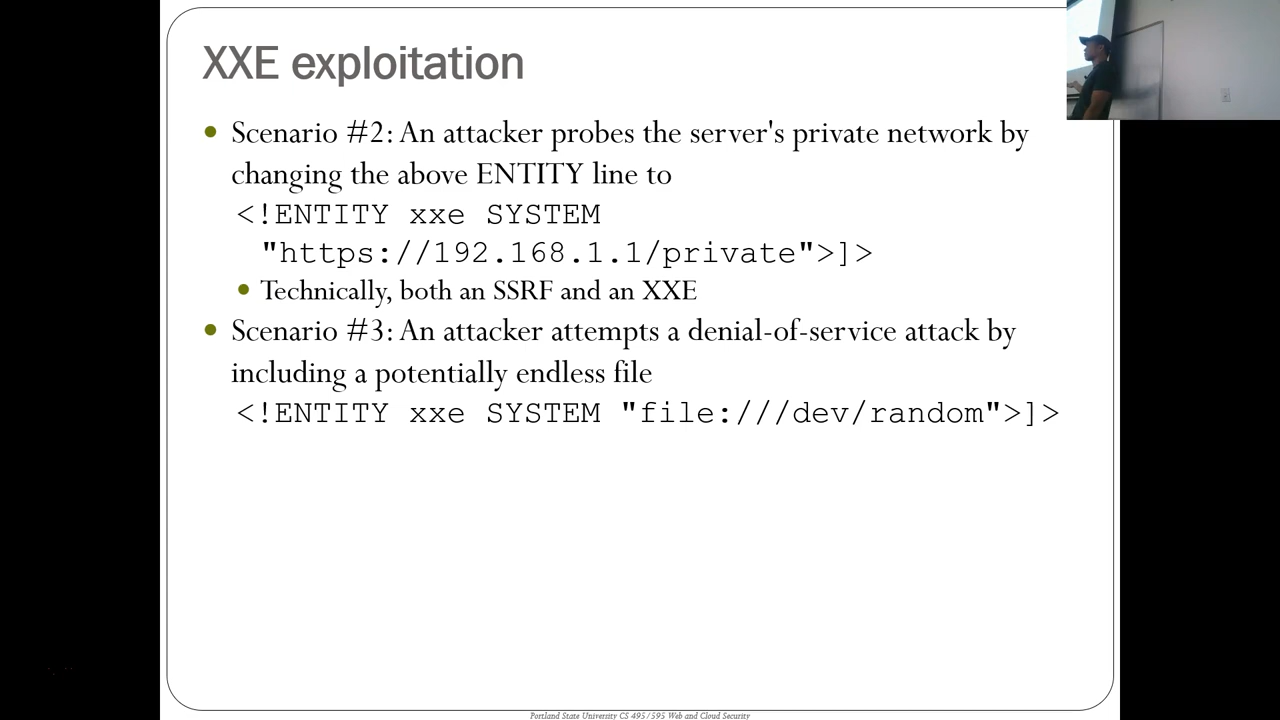 XXE exploitation
Scenario #2: An attacker probes the server's private network by
changing the above ENTITY line to
<!ENTITY xxe SYSTEM
"https://192.168.1.1/private">]>
Technically, both an SSRF and an XXE
Scenario #3: An attacker attempts a denial-of-service attack by
including a potentially endless file
<!ENTITY xxe SYSTEM "file:///dev/random">]>
Portland State University CS 495/595 Web and Cloud Security